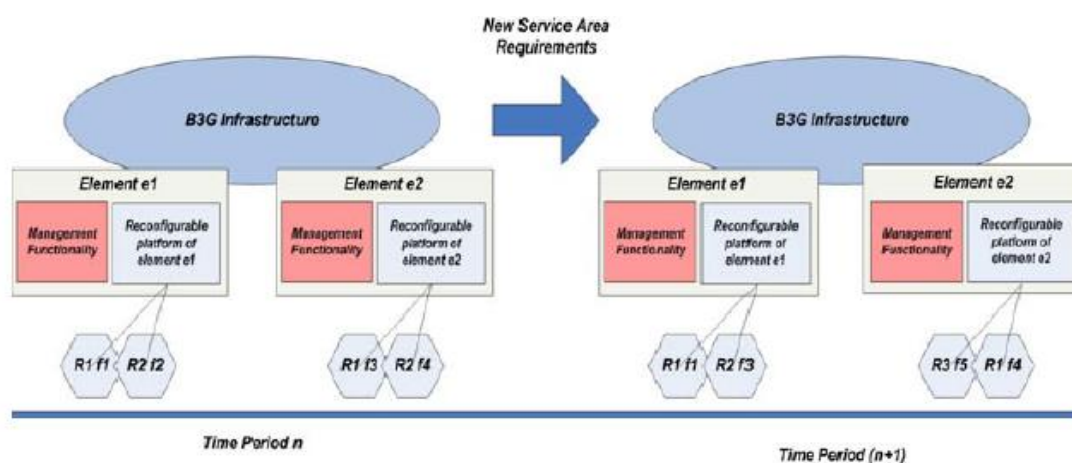 New Service Area
Requirements
B3G Infrastructure
B3G Infrastructure
Element e1
Management
Functionality
Reconfigurable
platform of
element e1
Element e2
Management
Functionality
Reconfigurable
platform of
element e2
Element e1
Management
Functionality
Reconfigurable
platform of
element e1
Element e2
Management
Functionality
Reconfigurable
platform of
element e2
R1 f1
R2 f2
R1 f3
R2 f4
R1 f1
R2 f3
R3 f5
R1 f4
Time Period n
Time Period (n+1)